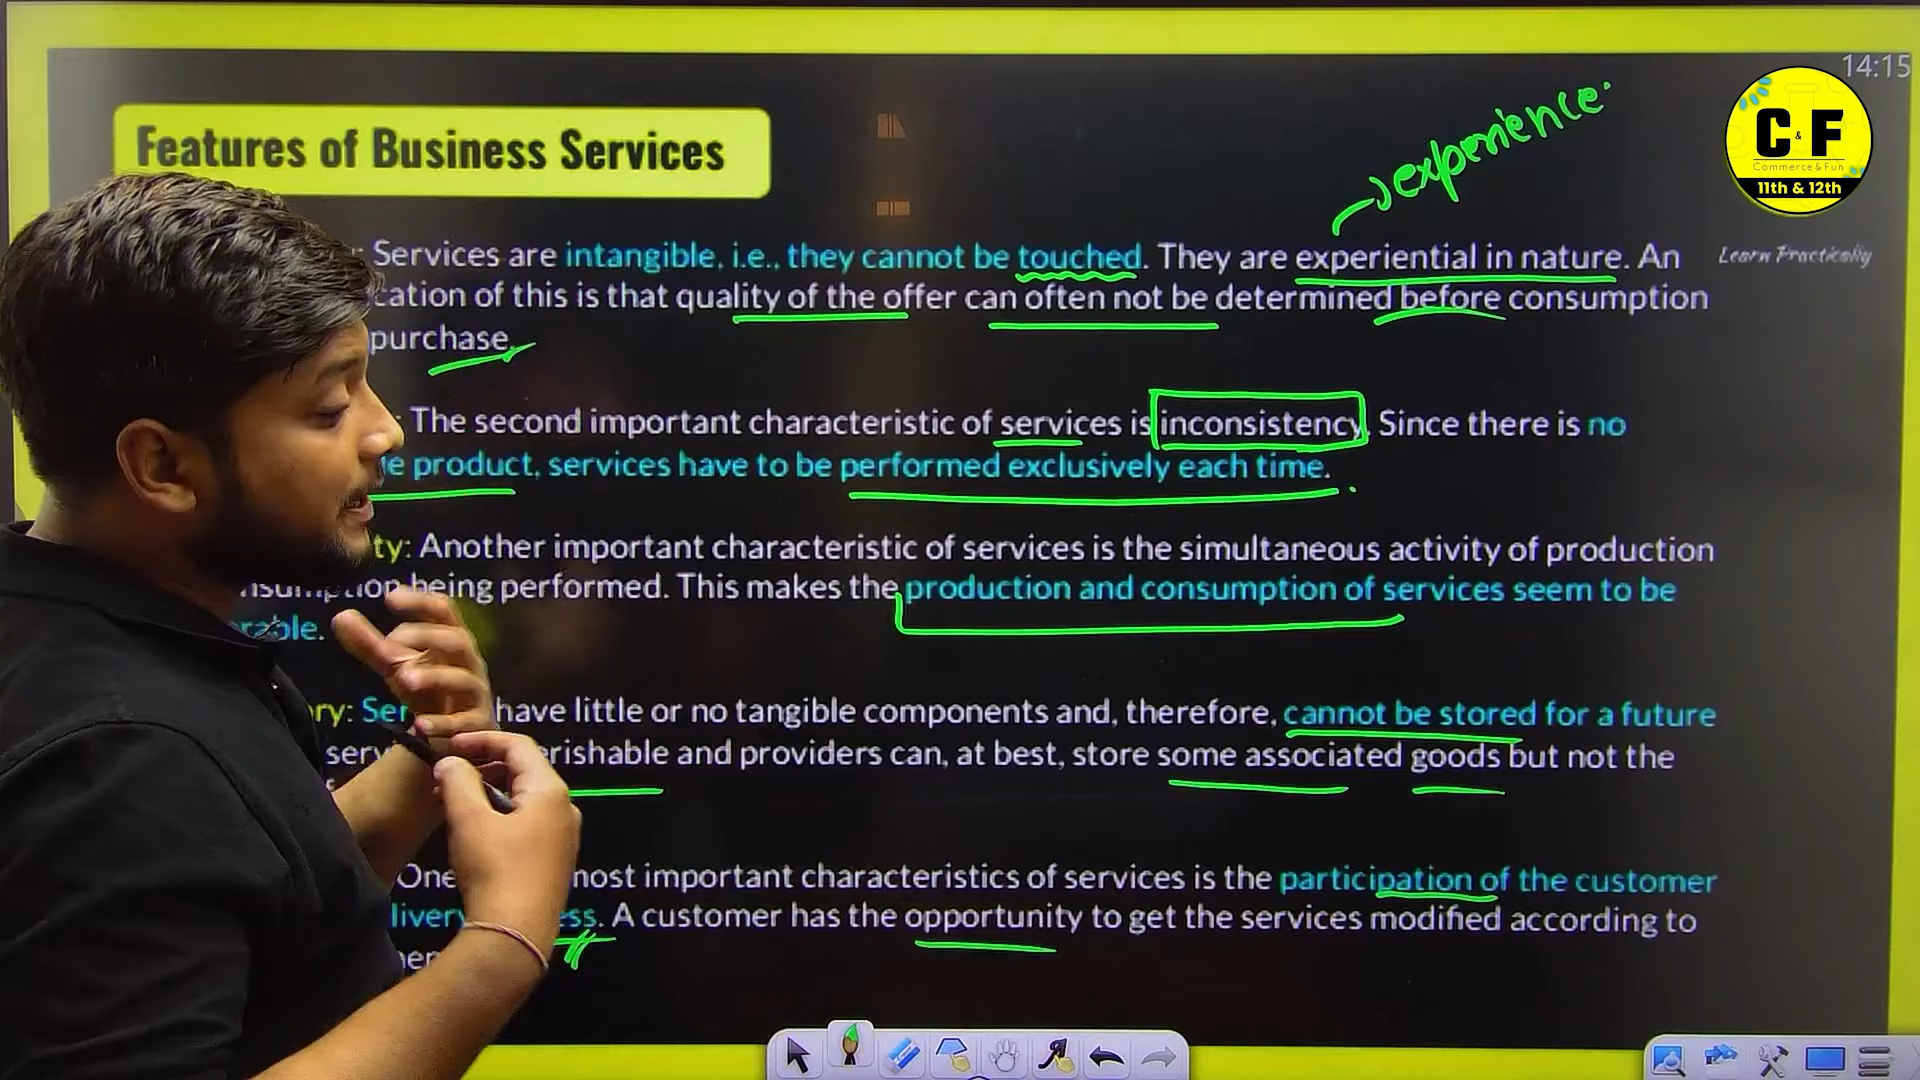 14:15
experience
C&F
Commerce & Fun
11th & 12th
Learn Practically
Features of Business Services
: Services are intangible, i.e., they cannot be touched. They are experiential in nature. An
cation of this is that quality of the offer can often not be determined before consumption
purchase.
: The second important characteristic of services is inconsistency. Since there is no
product, services have to be performed exclusively each time.
ty: Another important characteristic of services is the simultaneous activity of production
being performed. This makes the production and consumption of services seem to be
rable.
ry: Ser have little or no tangible components and, therefore, cannot be stored for a future
serv rishable and providers can, at best, store some associated goods but not the
One most important characteristics of services is the participation of the customer
livery ess. A customer has the opportunity to get the services modified according to